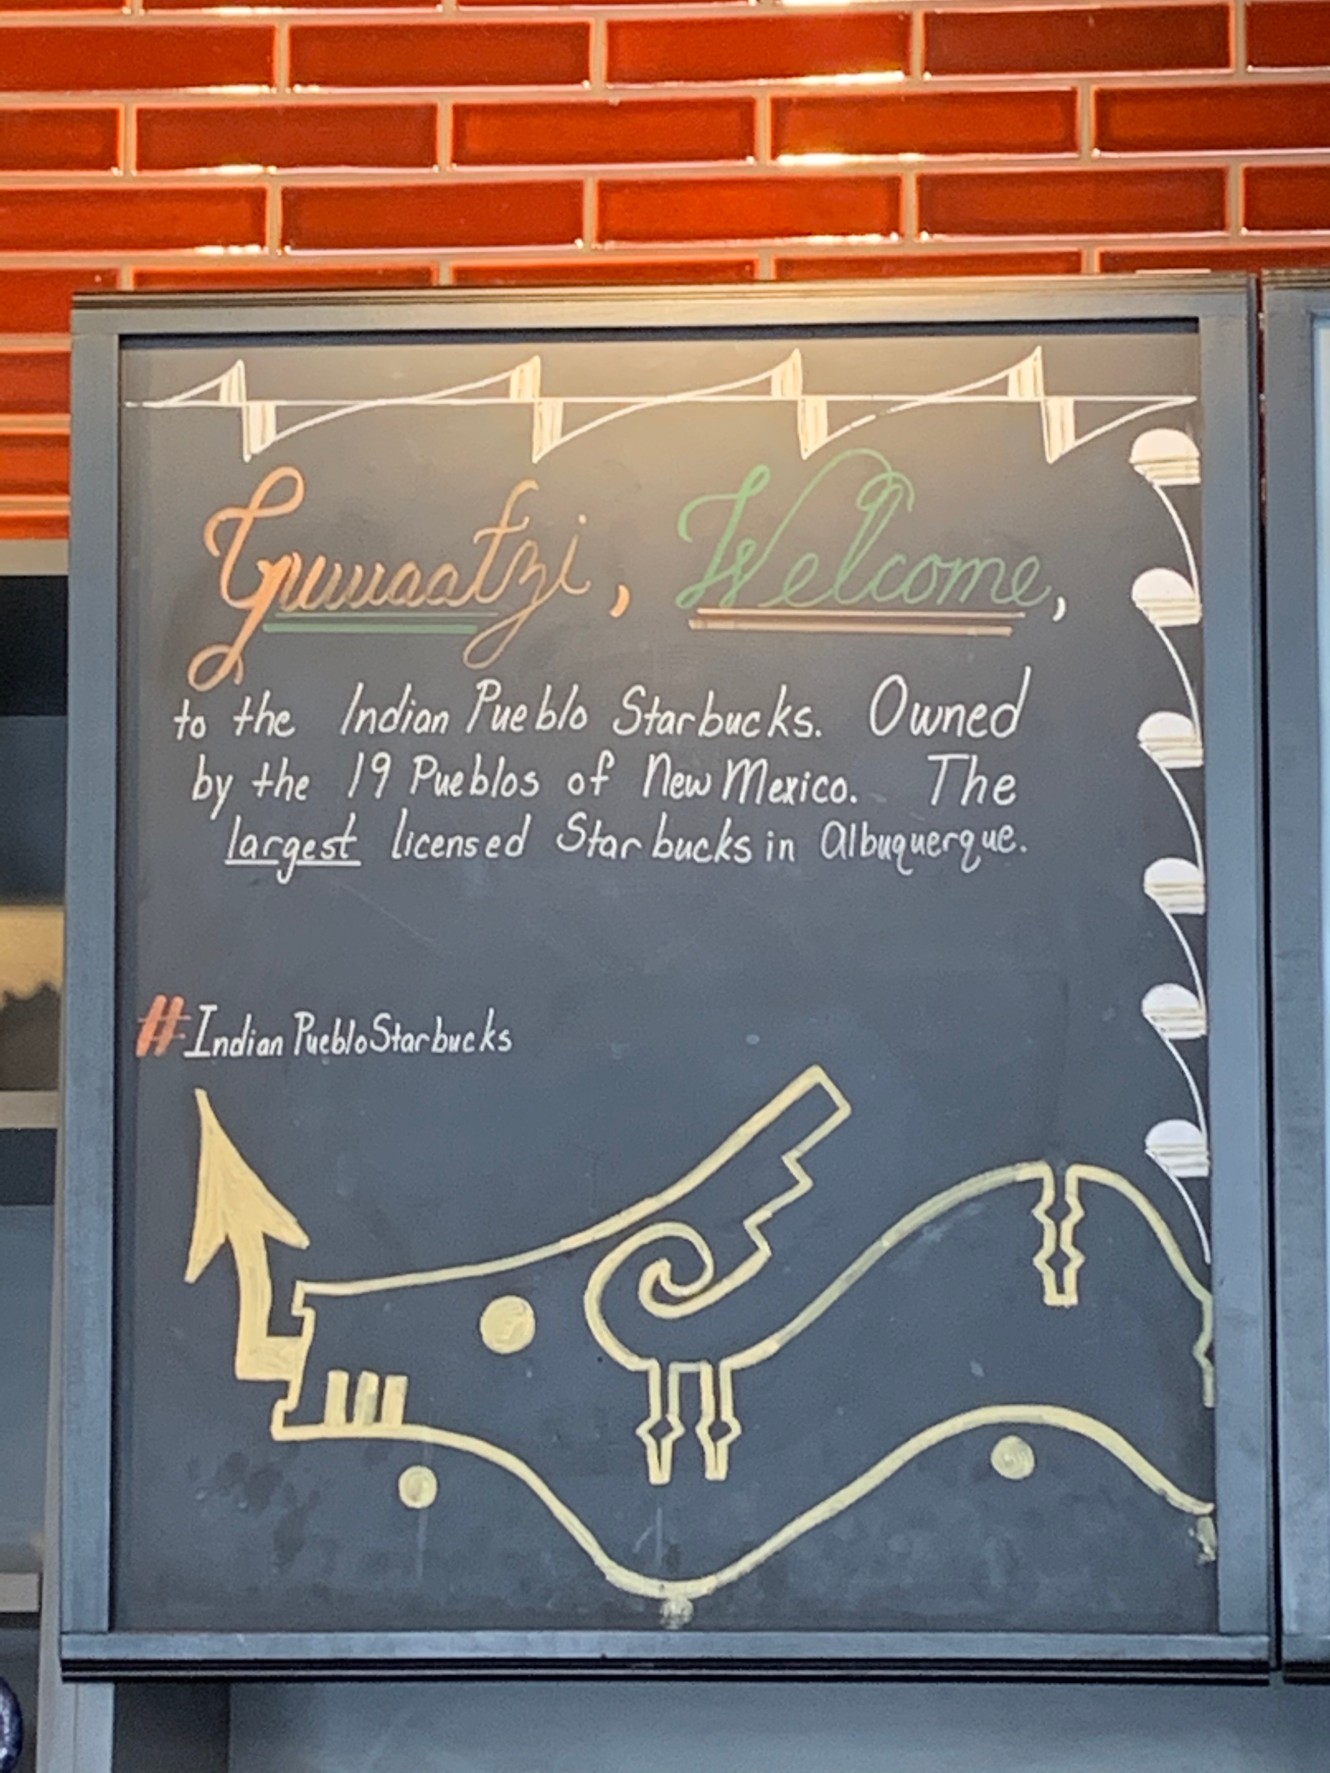 Guwaatzi, Welcome,
to the Indian Pueblo Starbucks. Owned
by the 19 Pueblos of New Mexico. The
largest licensed Starbucks in Albuquerque.
#IndianPuebloStarbucks